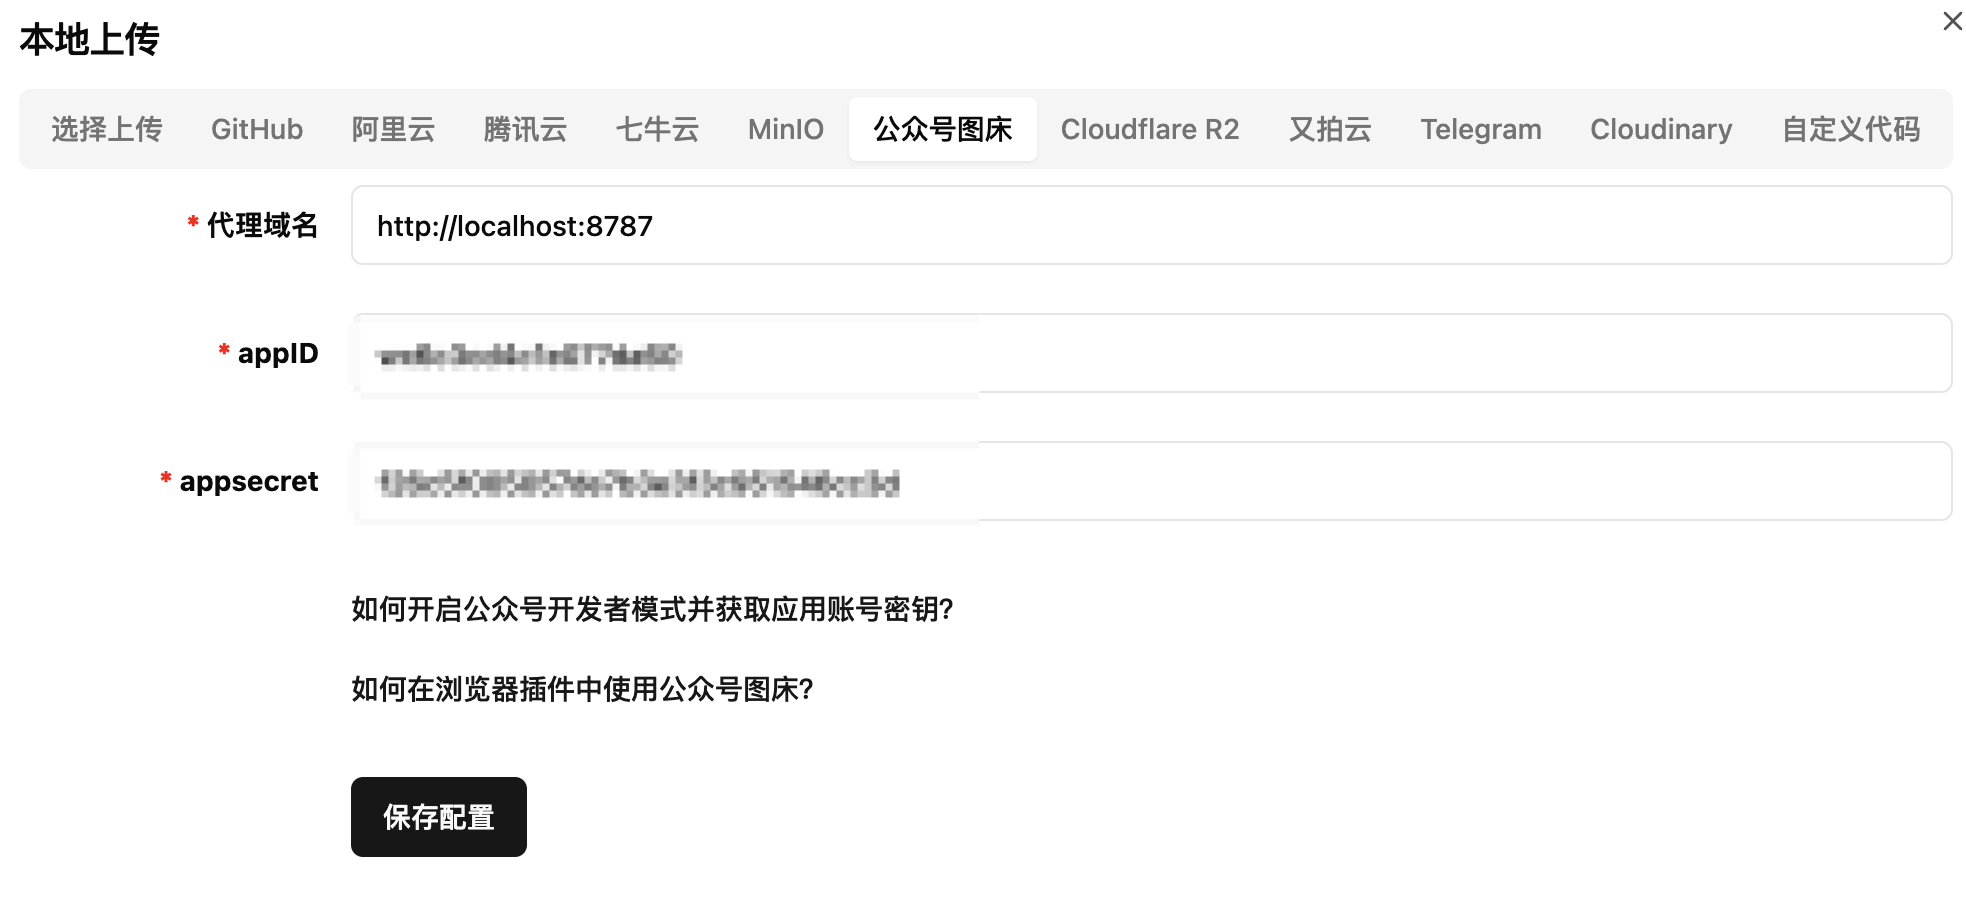 本地上传
选择上传 GitHub 阿里云 腾讯云 七牛云 MinIO 公众号图床 Cloudflare R2 又拍云 Telegram Cloudinary 自定义代码
* 代理域名 http://localhost:8787
* appID
* appsecret
如何开启公众号开发者模式并获取应用账号密钥?
如何在浏览器插件中使用公众号图床?
保存配置